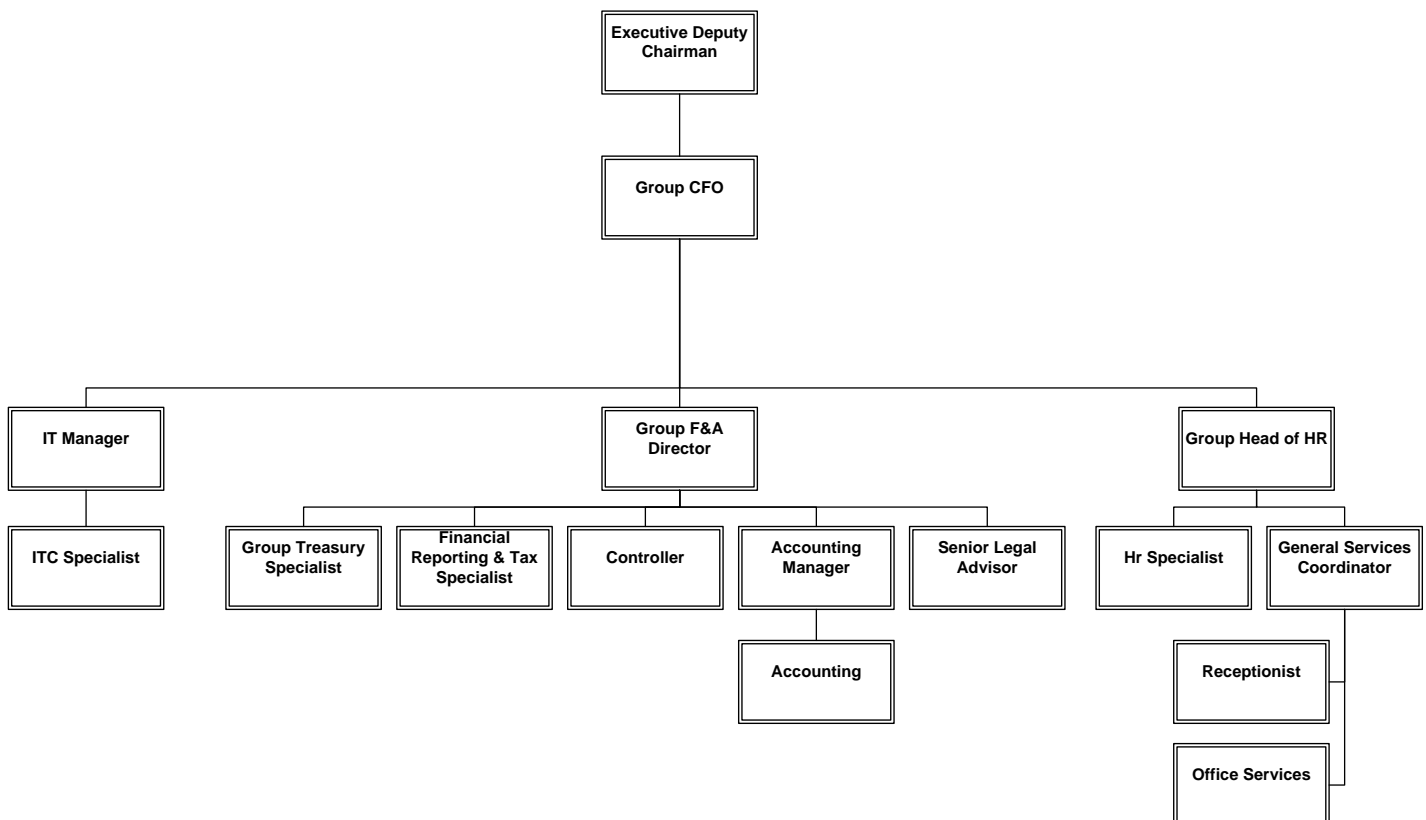 Executive Deputy
Chairman
Group CFO
IT Manager
Group F&A
Director
Group Head of HR
ITC Specialist
Group Treasury
Specialist
Financial
Reporting & Tax
Specialist
Controller
Accounting
Manager
Senior Legal
Advisor
Hr Specialist
General Services
Coordinator
Accounting
Receptionist
Office Services